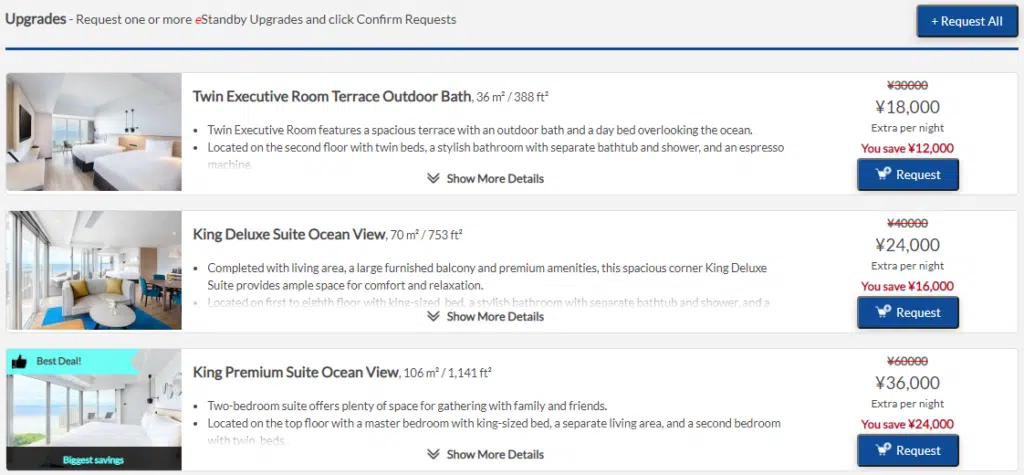 Upgrades - Request one or more eStandby Upgrades and click Confirm Requests
+ Request All
Twin Executive Room Terrace Outdoor Bath, 36 m² / 388 ft²
• Twin Executive Room features a spacious terrace with an outdoor bath and a day bed overlooking the ocean.
• Located on the second floor with twin beds, a stylish bathroom with separate bathtub and shower, and an espresso
machine.
Show More Details
¥30000
¥18,000
Extra per night
You save ¥12,000
Request
King Deluxe Suite Ocean View, 70 m² / 753 ft²
• Completed with living area, a large furnished balcony and premium amenities, this spacious corner King Deluxe
Suite provides ample space for comfort and relaxation.
• Located on first to eighth floor with king-sized bed, a stylish bathroom with separate bathtub and shower, and a
Show More Details
¥40000
¥24,000
Extra per night
You save ¥16,000
Request
Best Deal!
Biggest savings
King Premium Suite Ocean View, 106 m² / 1,141 ft²
• Two-bedroom suite offers plenty of space for gathering with family and friends.
• Located on the top floor with a master bedroom with king-sized bed, a separate living area, and a second bedroom
with twin beds.
Show More Details
¥60000
¥36,000
Extra per night
You save ¥24,000
Request